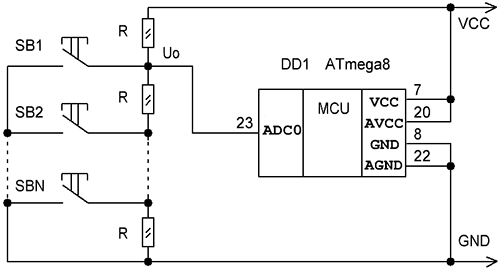 R
VCC
SB1
Uo
DD1 ATmega8
R
7
VCC
MCU
SB2
20
AVCC
23
ADC0
8
GND
22
AGND
SBN
R
GND